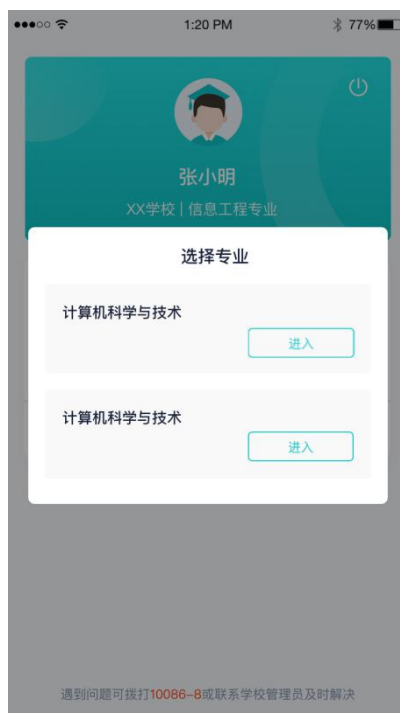 1:20 PM 77%
张小明
XX学校 | 信息工程专业
选择专业
计算机科学与技术
进入
计算机科学与技术
进入
遇到问题可拨打10086-8或联系学校管理员及时解决